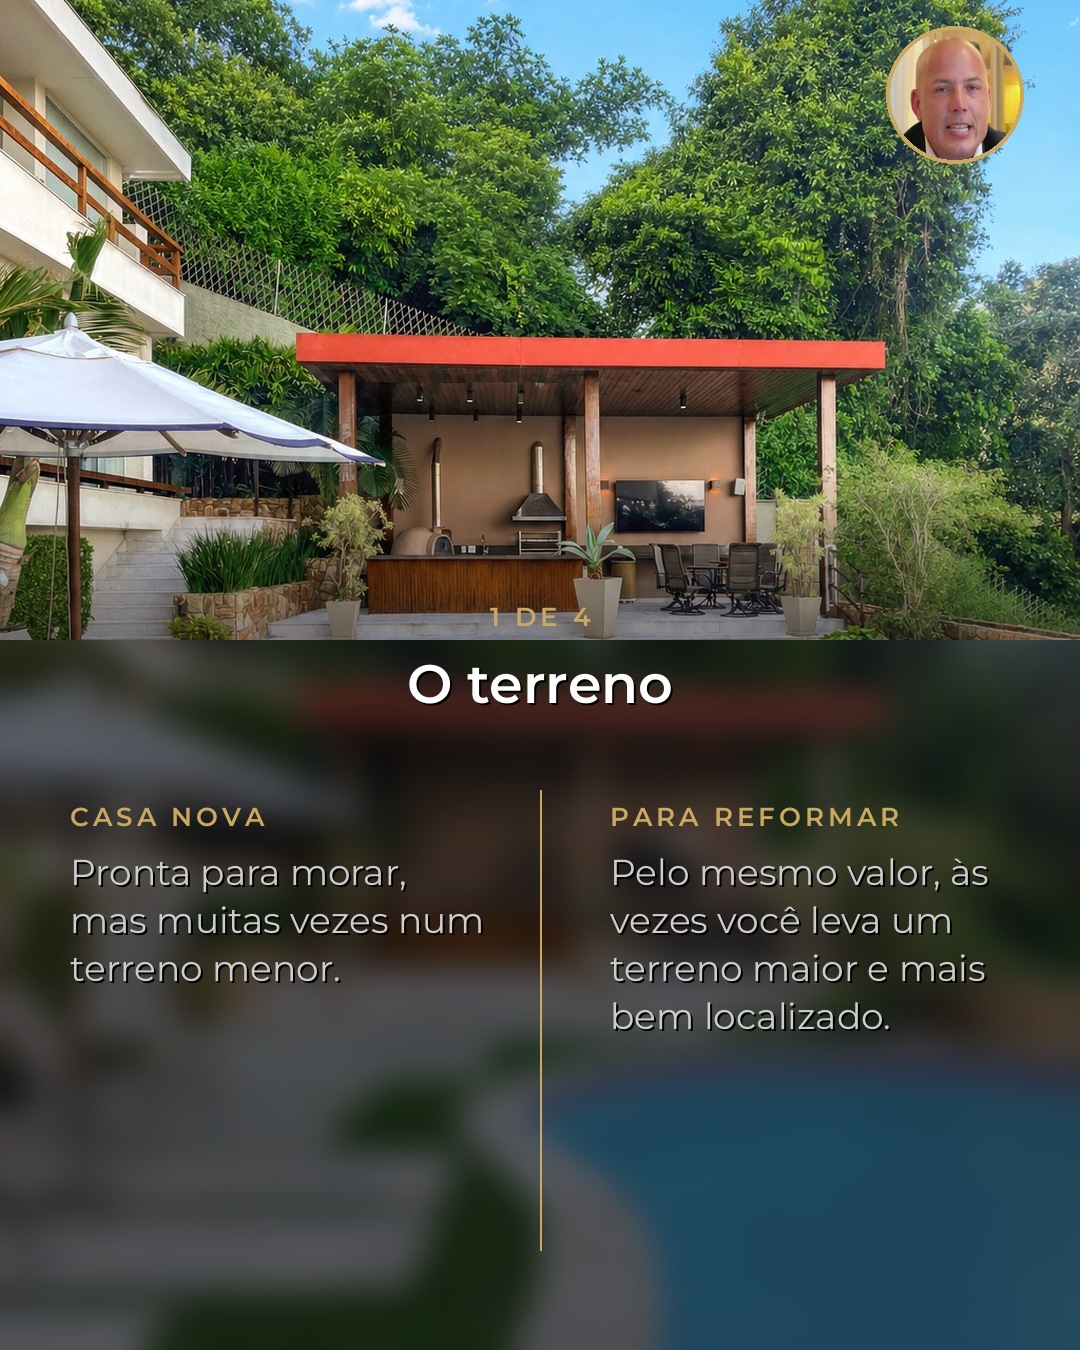 1 DE 4
O terreno
CASA NOVA
Pronta para morar,
mas muitas vezes num
terreno menor.
PARA REFORMAR
Pelo mesmo valor, às
vezes você leva um
terreno maior e mais
bem localizado.